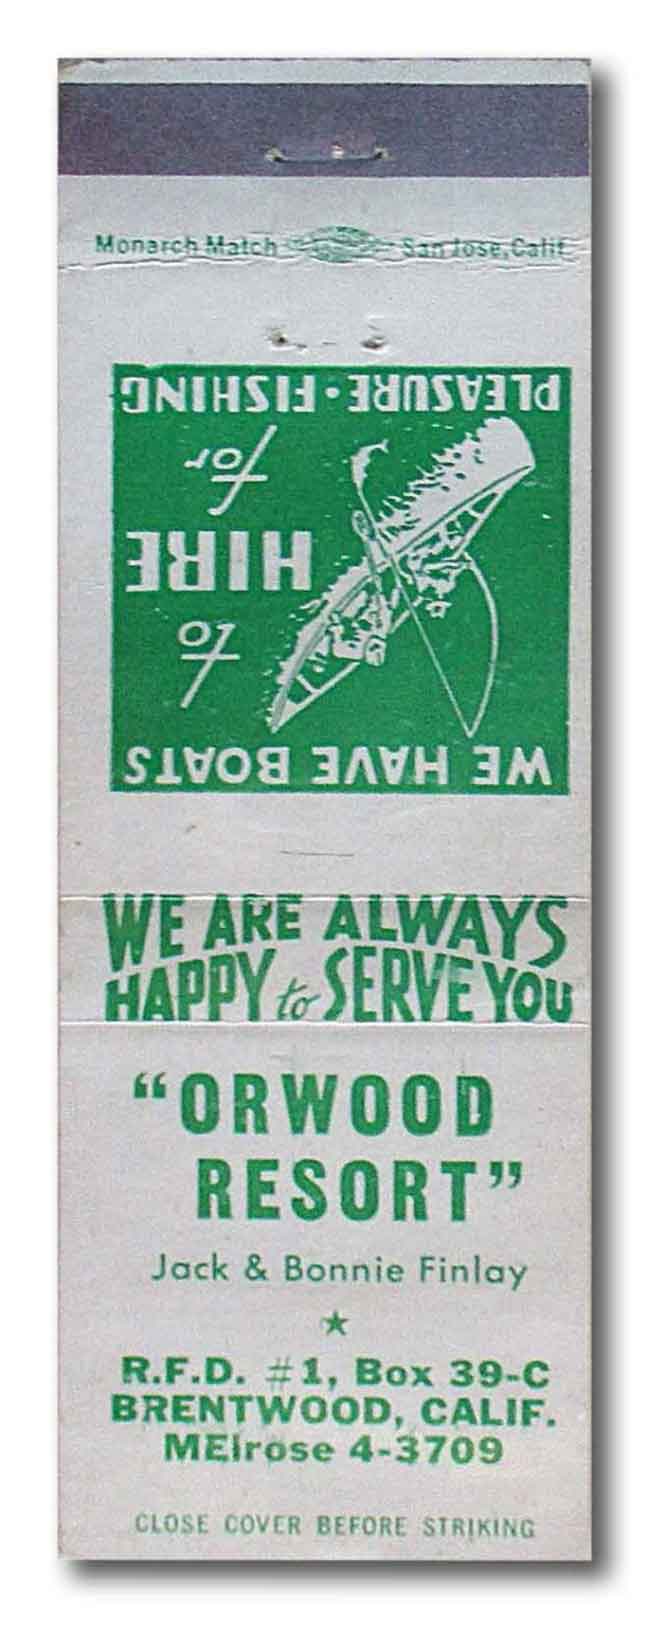 Monarch Match San Jose, Calif.
WE HAVE BOATS
to
HIRE
for
PLEASURE • FISHING
WE ARE ALWAYS
HAPPY to SERVE YOU
"ORWOOD
RESORT"
Jack & Bonnie Finlay
★
R.F.D. #1, Box 39-C
BRENTWOOD, CALIF.
MElrose 4-3709
CLOSE COVER BEFORE STRIKING